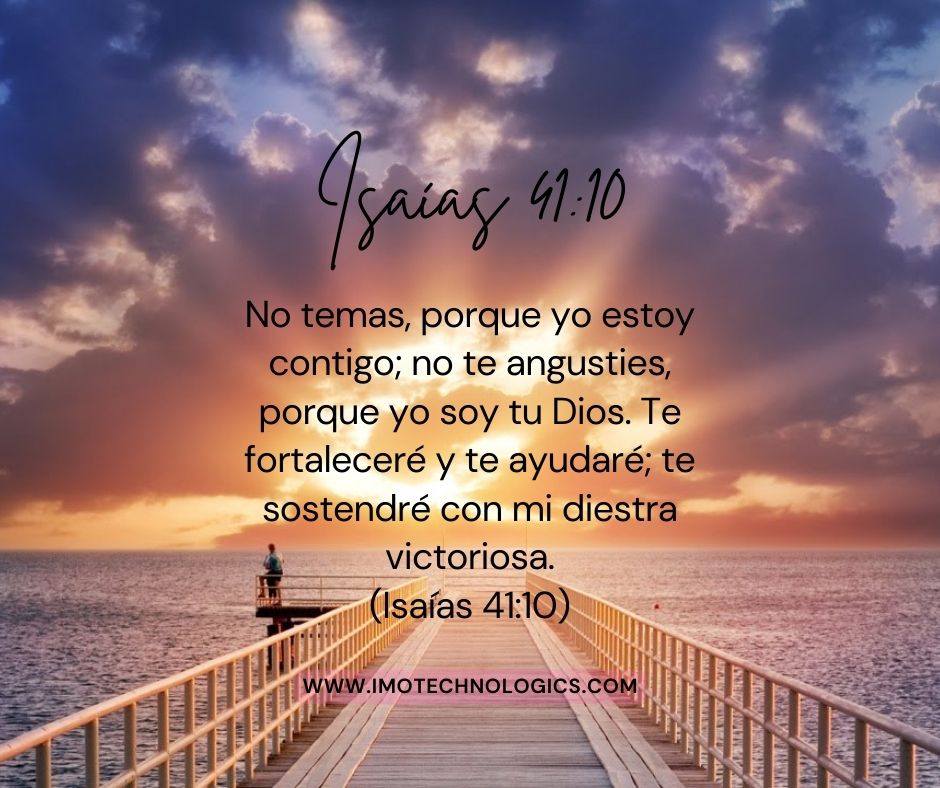 Isaías 41:10
No temas, porque yo estoy
contigo; no te angusties,
porque yo soy tu Dios. Te
fortaleceré y te ayudaré; te
sostendré con mi diestra
victoriosa.
(Isaías 41:10)
WWW.IMOTECHNOLOGICS.COM